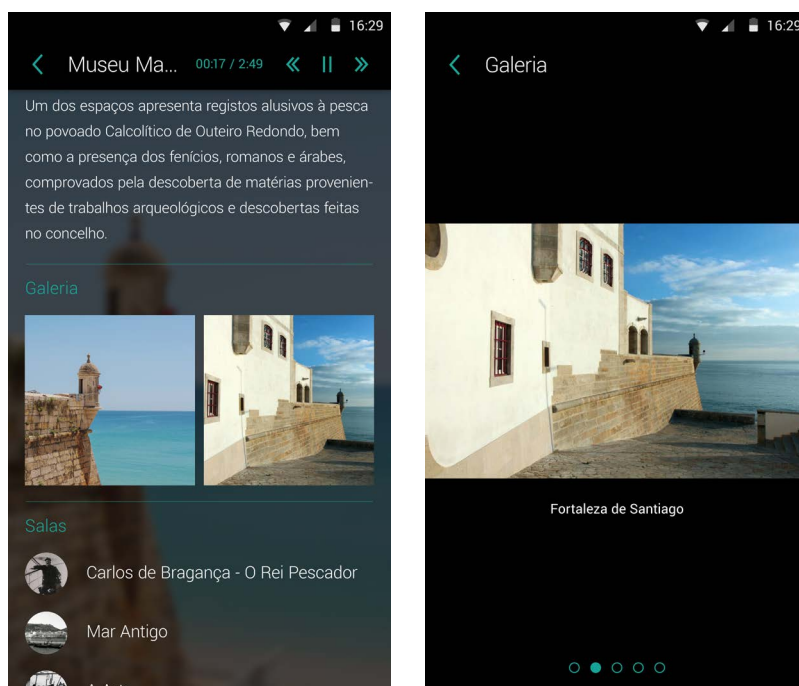 16:29
Museu Ma... 00:17 / 2:49
Um dos espaços apresenta registos alusivos à pesca
no povoado Calcolítico de Outeiro Redondo, bem
como a presença dos fenícios, romanos e árabes,
comprovados pela descoberta de matérias provenien-
tes de trabalhos arqueológicos e descobertas feitas
no concelho.
Galeria
Salas
Carlos de Bragança - O Rei Pescador
Mar Antigo
16:29
Galeria
Fortaleza de Santiago